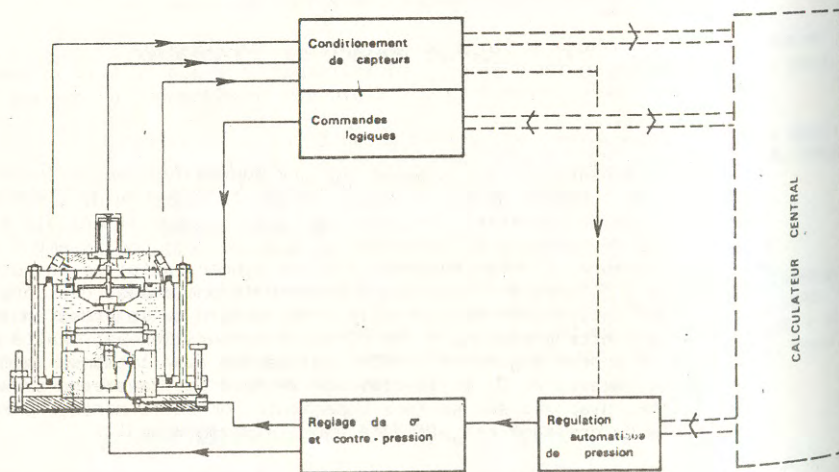 Conditionement
de capteurs
Commandes
logiques
CALCULATEUR CENTRAL
Reglage de σ'
et contre-pression
Regulation
automatique
de pression